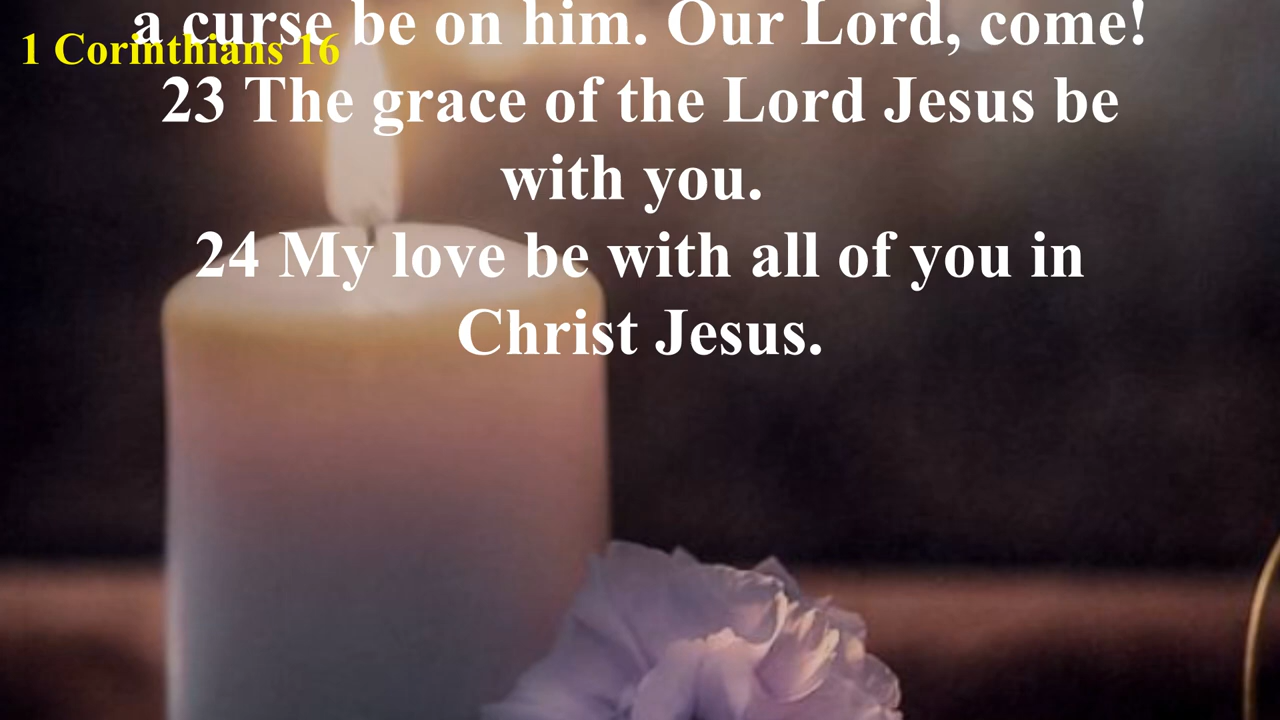 a curse be on him. Our Lord, come!
1 Corinthians 16
23 The grace of the Lord Jesus be
with you.
24 My love be with all of you in
Christ Jesus.